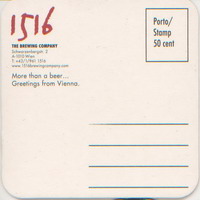 1516
THE BREWING COMPANY
Schwarzenbergstr. 2
A-1010 Wien
T: +43/1/961 1516
www.1516brewingcompany.com
More than a beer...
Greetings from Vienna.
Porto/
Stamp
50 cent